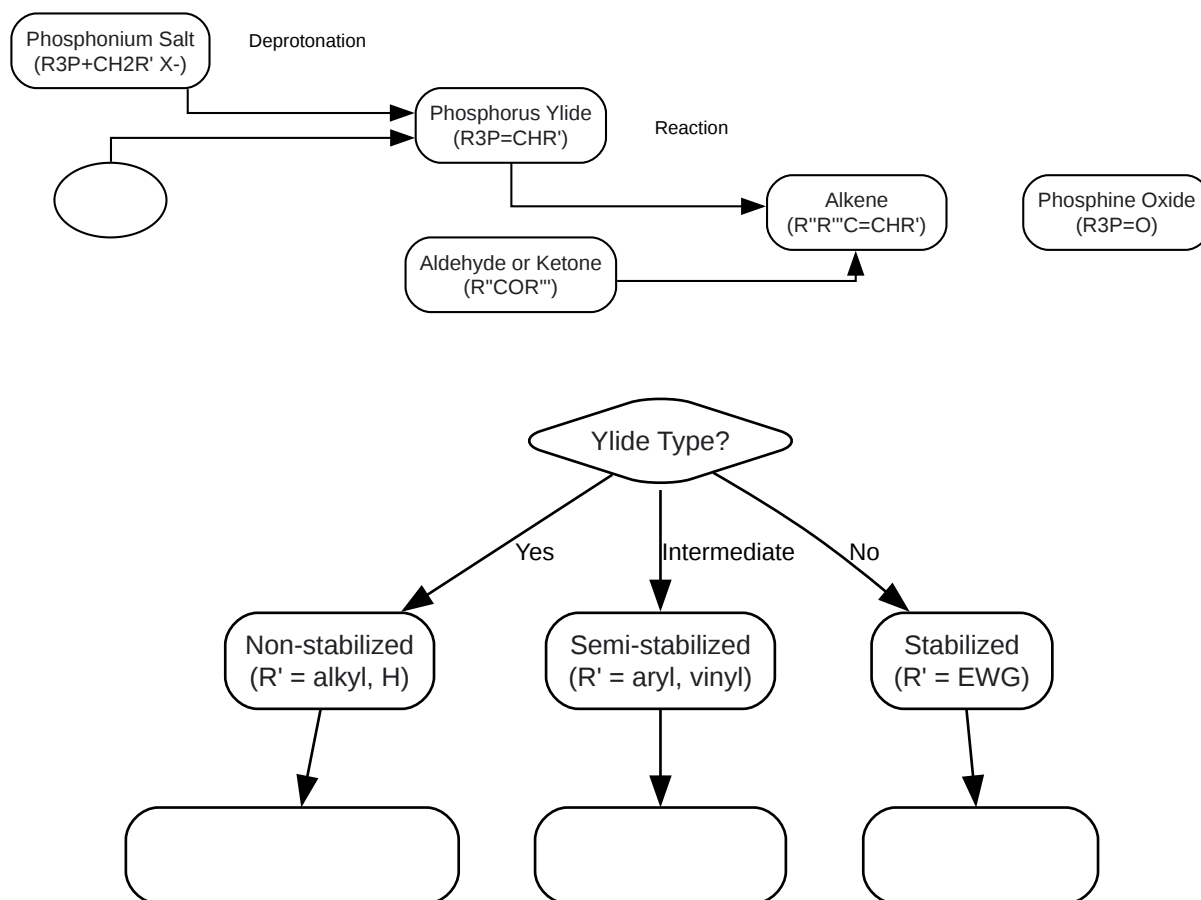 Phosphonium Salt
(R3P+CH2R' X-)
Deprotonation
Phosphorus Ylide
(R3P=CHR')
Reaction
Alkene
(R"R"'C=CHR')
Phosphine Oxide
(R3P=O)
Aldehyde or Ketone
(R"COR"')
Ylide Type?
Yes
Intermediate
No
Non-stabilized
(R' = alkyl, H)
Semi-stabilized
(R' = aryl, vinyl)
Stabilized
(R' = EWG)